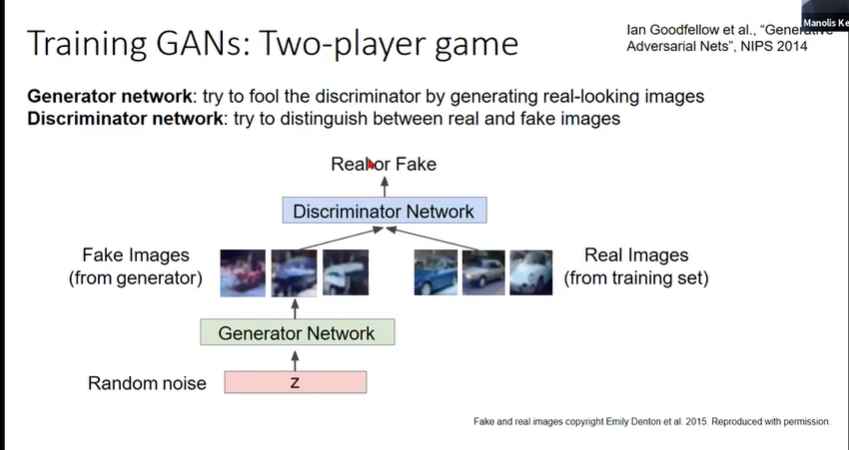 Manolis Ke
Training GANs: Two-player game
Ian Goodfellow et al., “Generative
Adversarial Nets”, NIPS 2014
Generator network: try to fool the discriminator by generating real-looking images
Discriminator network: try to distinguish between real and fake images
Real or Fake
Discriminator Network
Fake Images
(from generator)
Real Images
(from training set)
Generator Network
Random noise
z
Fake and real images copyright Emily Denton et al. 2015. Reproduced with permission.